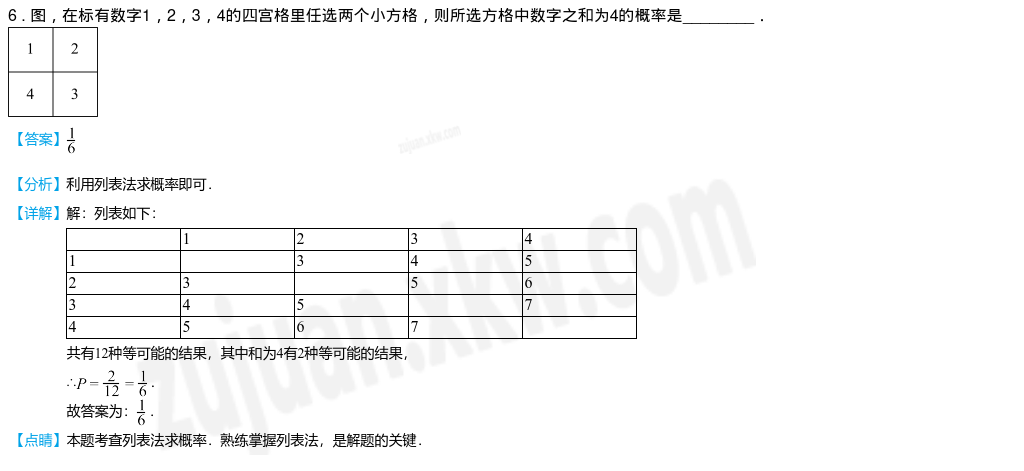 6．图，在标有数字1，2，3，4的四宫格里任选两个小方格，则所选方格中数字之和为4的概率是_________．
1 2
4 3
【答案】1/6
【分析】利用列表法求概率即可．
【详解】解：列表如下：
1 2 3 4
1 3 4 5
2 3 5 6
3 4 5 7
4 5 6 7
共有12种等可能的结果，其中和为4有2种等可能的结果，
∴P = 2/12 = 1/6．
故答案为：1/6．
【点睛】本题考查列表法求概率．熟练掌握列表法，是解题的关键．
zujuan.xkw.com
zujuan.xkw.com